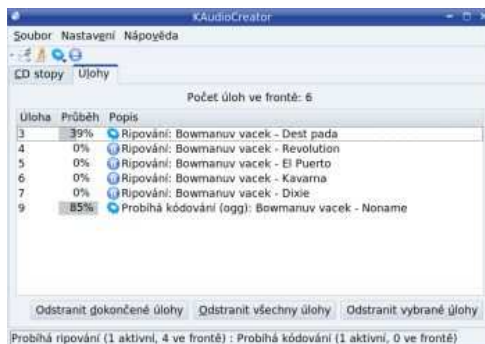 KAudioCreator
Soubor Nastavení Nápověda
CD stopy Úlohy
Počet úloh ve frontě: 6
Úloha Průběh Popis
3 39% Ripování: Bowmanuv vacek - Dest pada
4 0% Ripování: Bowmanuv vacek - Revolution
5 0% Ripování: Bowmanuv vacek - El Puerto
6 0% Ripování: Bowmanuv vacek - Kavarna
7 0% Ripování: Bowmanuv vacek - Dixie
9 85% Probíhá kódování (ogg): Bowmanuv vacek - Noname
Odstranit dokončené úlohy Odstranit všechny úlohy Odstranit vybrané úlohy
Probíhá ripování (1 aktivní, 4 ve frontě) : Probíhá kódování (1 aktivní, 0 ve frontě)